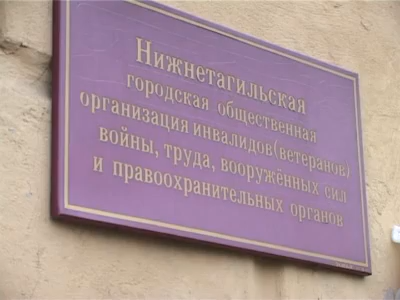 Нижнетагильская
городская общественная
организация инвалидов(ветеранов)
войны, труда, вооружённых сил
и правоохранительных органов